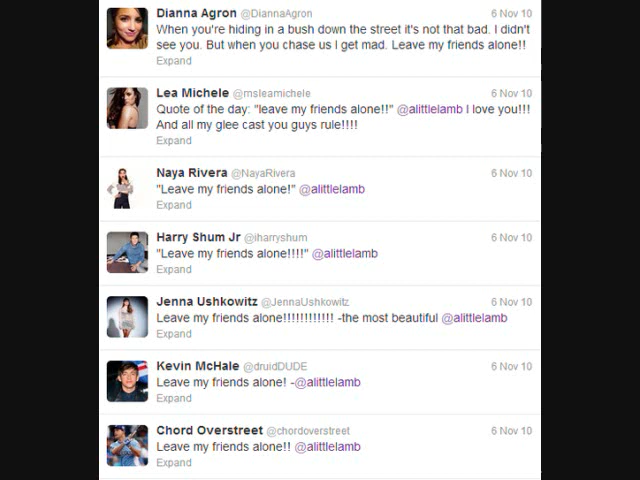 Dianna Agron @DiannaAgron 6 Nov 10
When you're hiding in a bush down the street it's not that bad. I didn't
see you. But when you chase us I get mad. Leave my friends alone!!
Expand
Lea Michele @msleamichele 6 Nov 10
Quote of the day: "leave my friends alone!!" @alittlelamb I love you!!!
And all my glee cast you guys rule!!!!
Expand
Naya Rivera @NayaRivera 6 Nov 10
"Leave my friends alone!" @alittlelamb
Expand
Harry Shum Jr @iharryshum 6 Nov 10
"Leave my friends alone!!!!" @alittlelamb
Expand
Jenna Ushkowitz @JennaUshkowitz 6 Nov 10
Leave my friends alone!!!!!!!!!!!! -the most beautiful @alittlelamb
Expand
Kevin McHale @druidDUDE 6 Nov 10
Leave my friends alone! -@alittlelamb
Expand
Chord Overstreet @chordoverstreet 6 Nov 10
Leave my friends alone!! @alittlelamb
Expand